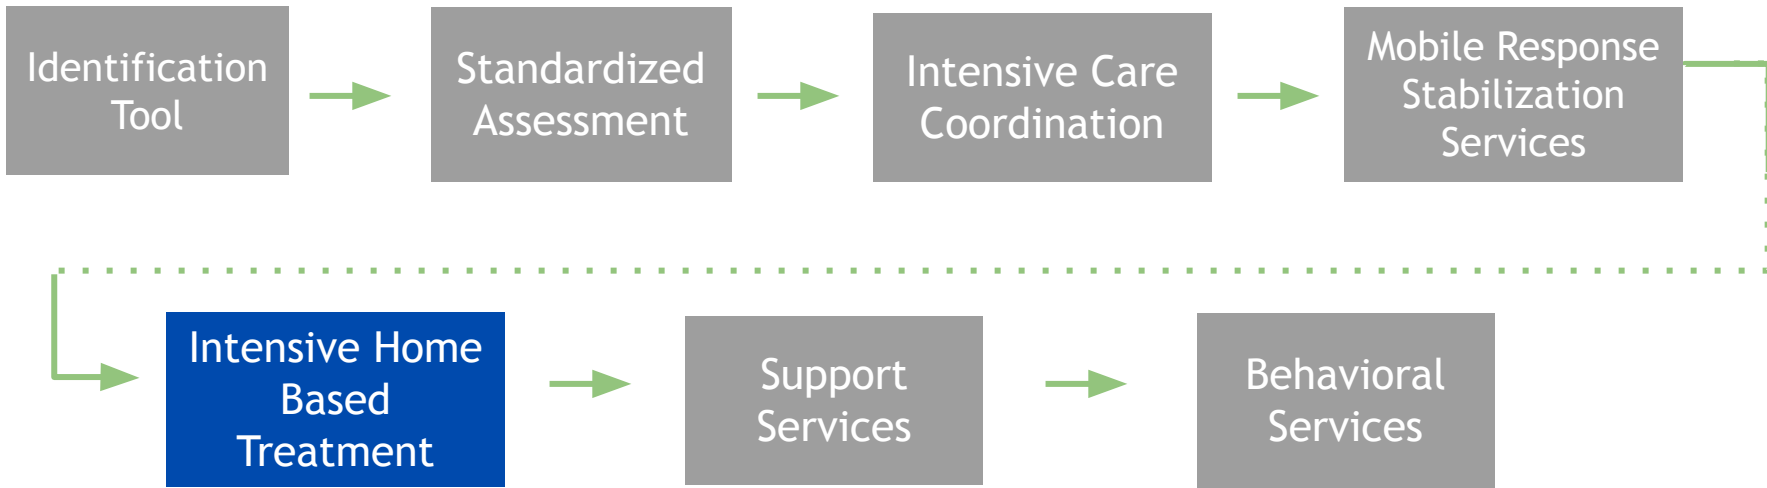 Identification
Tool
Standardized
Assessment
Intensive Care
Coordination
Mobile Response
Stabilization
Services
Intensive Home
Based
Treatment
Support
Services
Behavioral
Services